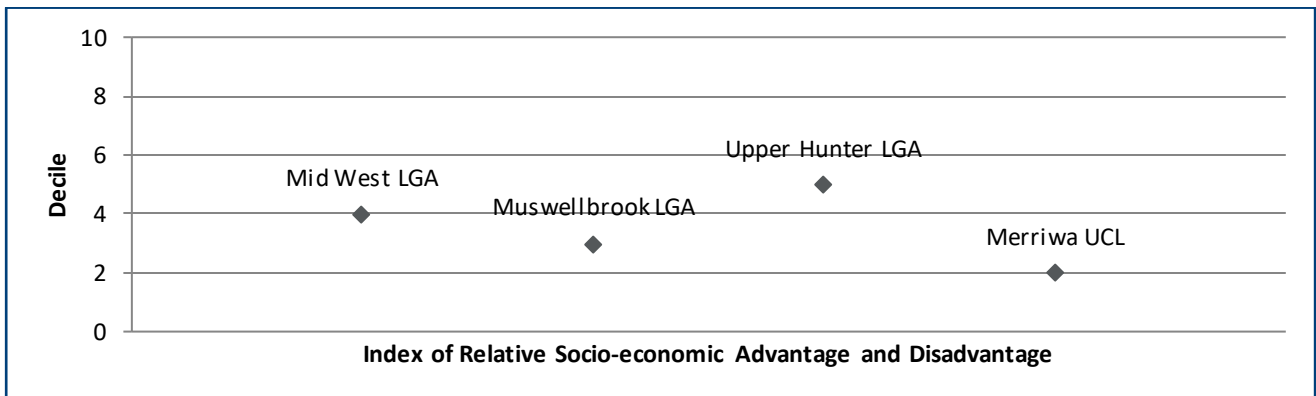 10
8
Upper Hunter LGA
6
Mid West LGA
Muswellbrook LGA
4
Merriwa UCL
2
0
Decile
Index of Relative Socio-economic Advantage and Disadvantage